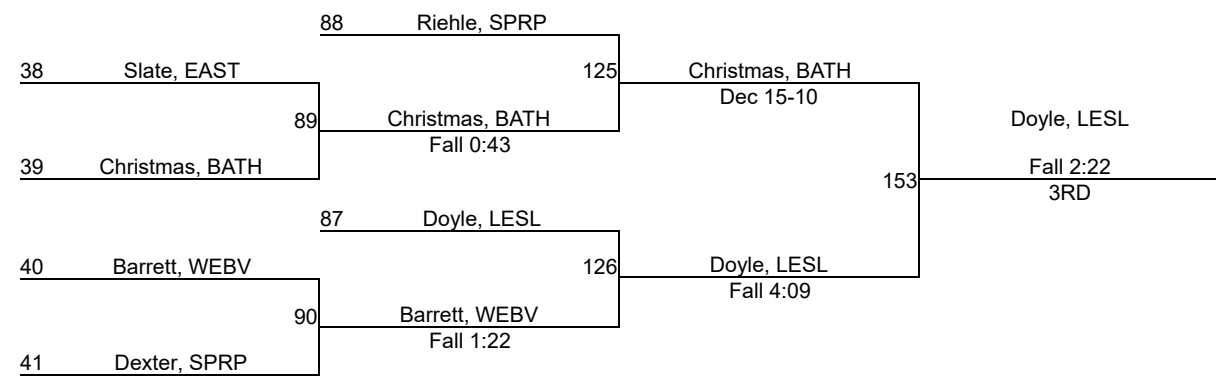 88 Riehle, SPRP
38 Slate, EAST
125 Christmas, BATH
Dec 15-10
89 Christmas, BATH
Fall 0:43
Doyle, LESL
39 Christmas, BATH
Fall 2:22
153
3RD
87 Doyle, LESL
40 Barrett, WEBV
126 Doyle, LESL
Fall 4:09
90 Barrett, WEBV
Fall 1:22
41 Dexter, SPRP